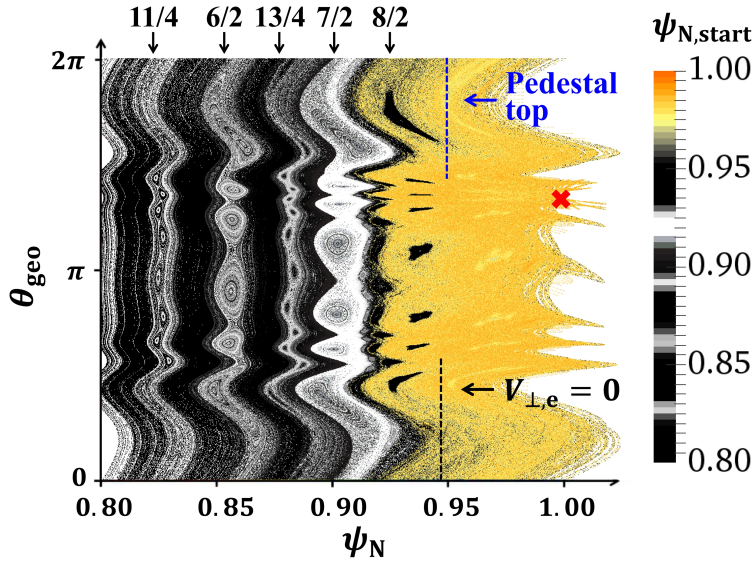 11/4 6/2 13/4 7/2 8/2
ψN,start
2π
1.00
Pedestal
top
0.95
θgeo
π
0.90
V⊥,e = 0
0.85
0
0.80
0.80 0.85 0.90 0.95 1.00
ψN